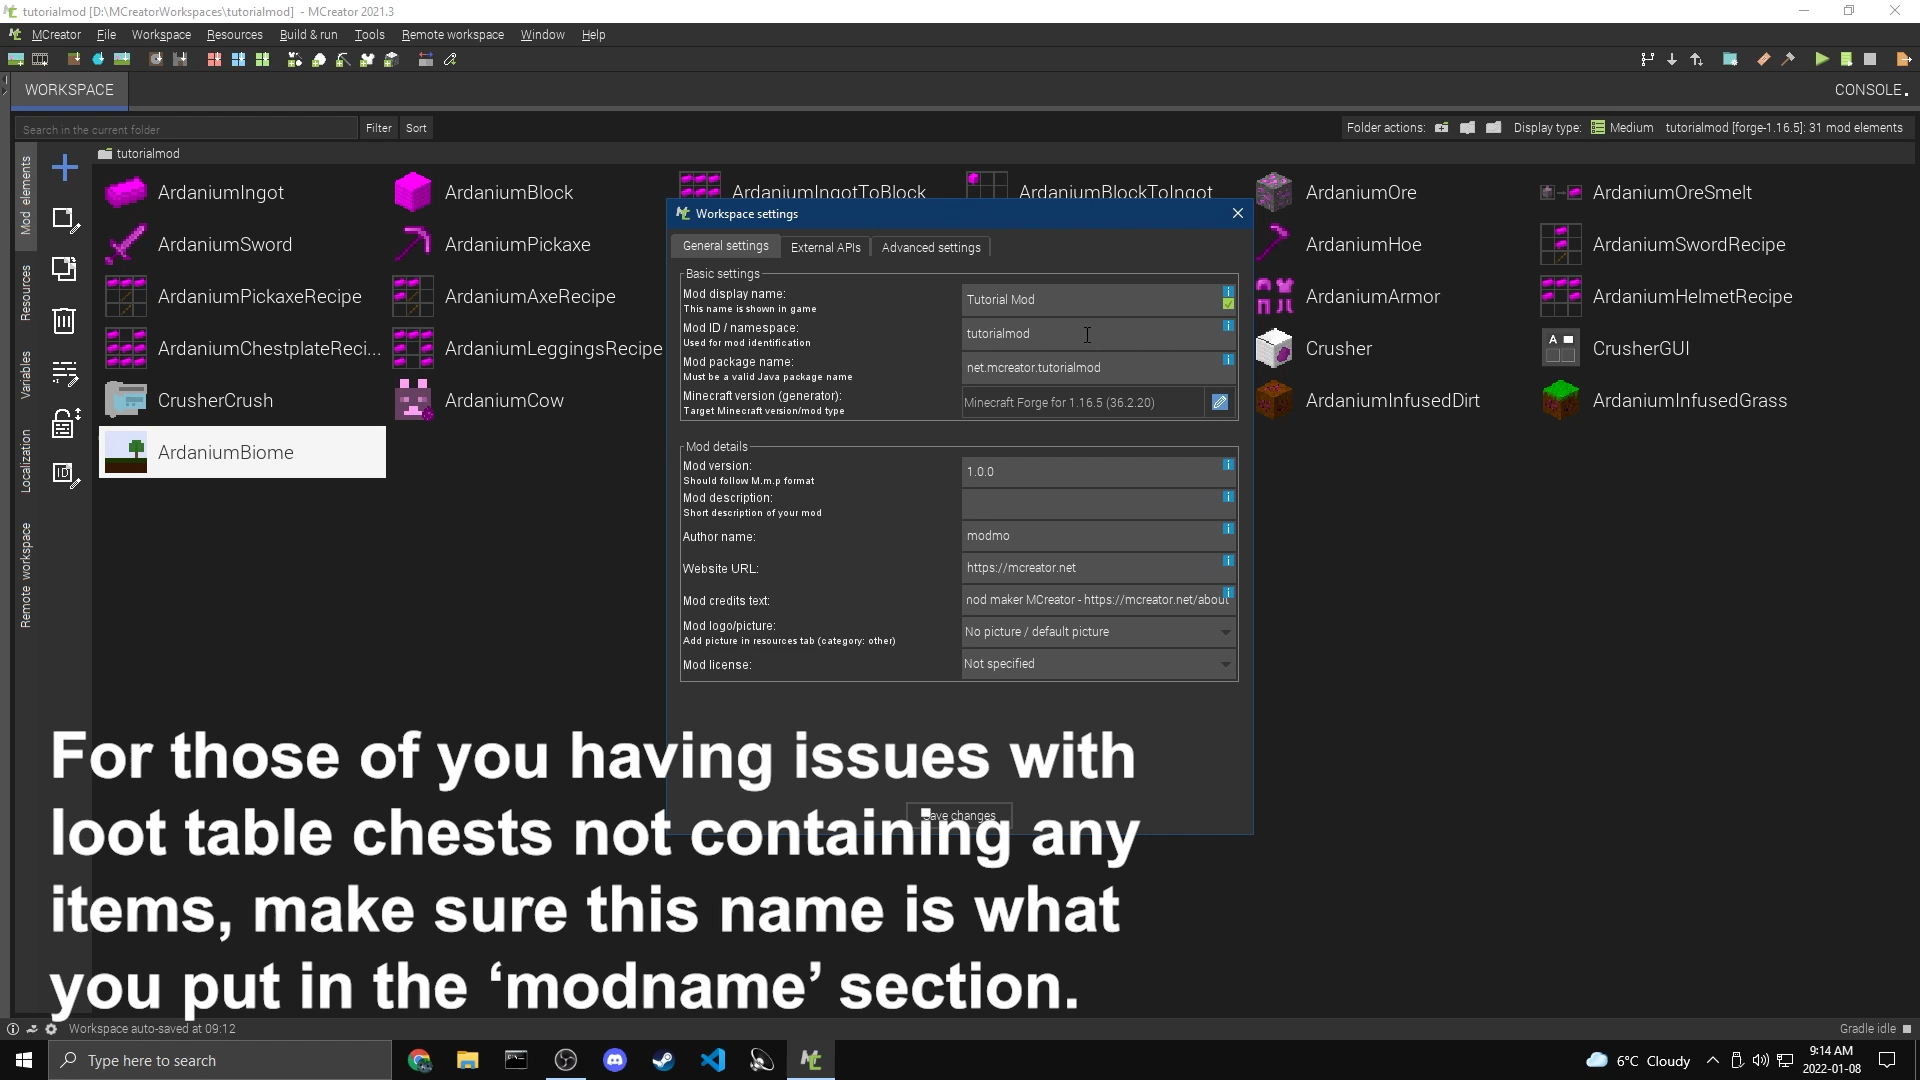 tutorialmod [D:\MCreatorWorkspaces\tutorialmod] - MCreator 2021.3
MCreator File Workspace Resources Build & run Tools Remote workspace Window Help
WORKSPACE
CONSOLE
Search in the current folder
Filter
Sort
Folder actions:
Display type:
Medium
tutorialmod [forge-1.16.5]: 31 mod elements
Mod elements
Resources
Variables
Localization
Remote workspace
tutorialmod
ArdaniumIngot
ArdaniumBlock
ArdaniumIngotToBlock
ArdaniumBlockToIngot
ArdaniumOre
ArdaniumOreSmelt
ArdaniumSword
ArdaniumPickaxe
ArdaniumHoe
ArdaniumSwordRecipe
ArdaniumPickaxeRecipe
ArdaniumAxeRecipe
ArdaniumArmor
ArdaniumHelmetRecipe
ArdaniumChestplateReci...
ArdaniumLeggingsRecipe
Crusher
CrusherGUI
CrusherCrush
ArdaniumCow
ArdaniumInfusedDirt
ArdaniumInfusedGrass
ArdaniumBiome
Workspace settings
General settings
External APIs
Advanced settings
Basic settings
Mod display name:
This name is shown in game
Tutorial Mod
Mod ID / namespace:
Used for mod identification
tutorialmod
Mod package name:
Must be a valid Java package name
net.mcreator.tutorialmod
Minecraft version (generator):
Target Minecraft version/mod type
Minecraft Forge for 1.16.5 (36.2.20)
Mod details
Mod version:
Should follow M.m.p format
1.0.0
Mod description:
Short description of your mod
Author name:
modmo
Website URL:
https://mcreator.net
Mod credits text:
nod maker MCreator - https://mcreator.net/about
Mod logo/picture:
Add picture in resources tab (category: other)
No picture / default picture
Mod license:
Not specified
Save changes
For those of you having issues with
loot table chests not containing any
items, make sure this name is what
you put in the ‘modname’ section.
Workspace auto-saved at 09:12
Gradle idle
Type here to search
6°C Cloudy
9:14 AM
2022-01-08